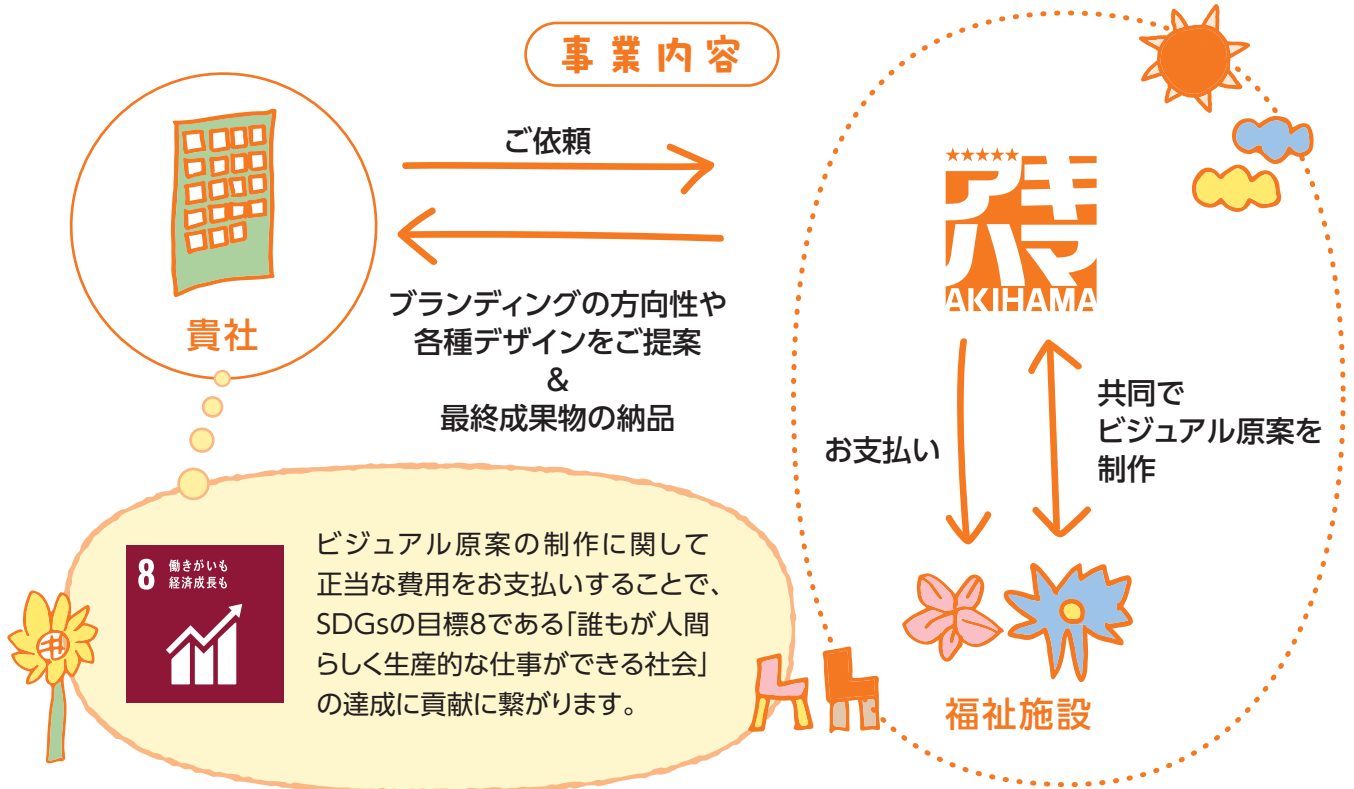 事業内容
ご依頼
ブランディングの方向性や
各種デザインをご提案
&
最終成果物の納品
貴社
★★★★★
アキ
ハマ
AKIHAMA
お支払い
共同で
ビジュアル原案を
制作
福祉施設
8 働きがいも
経済成長も
ビジュアル原案の制作に関して
正当な費用をお支払いすることで、
SDGsの目標8である「誰もが人間
らしく生産的な仕事ができる社会」
の達成に貢献に繋がります。